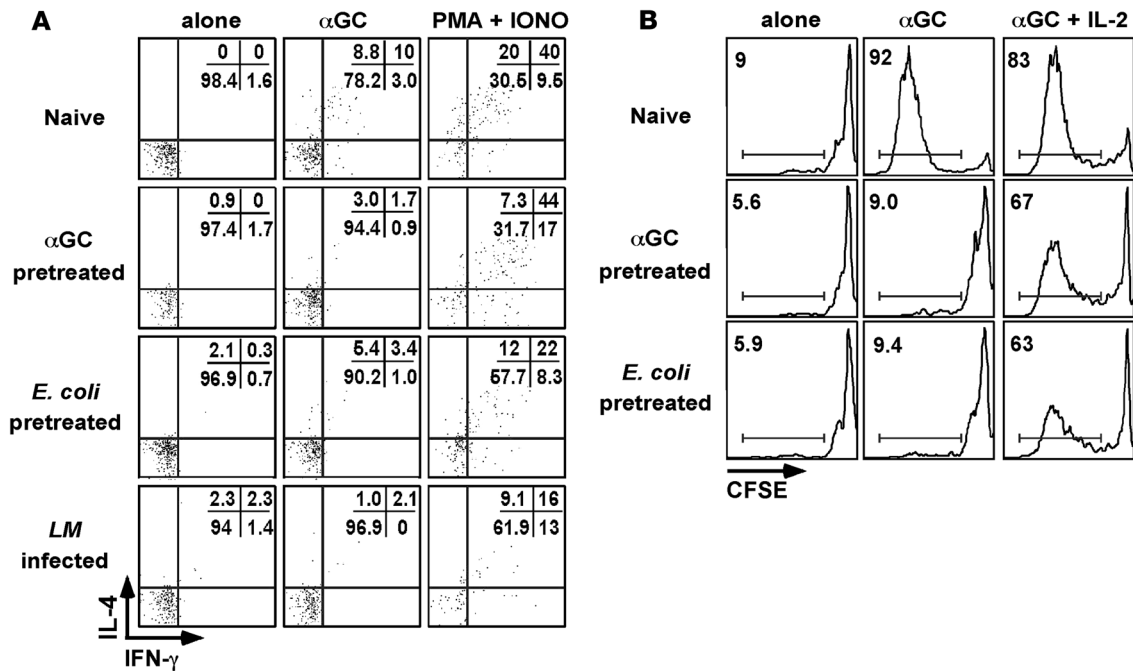 A
alone αGC PMA + IONO
Naive
0 0
98.4 1.6
8.8 10
78.2 3.0
20 40
30.5 9.5
αGC
pretreated
0.9 0
97.4 1.7
3.0 1.7
94.4 0.9
7.3 44
31.7 17
E. coli
pretreated
2.1 0.3
96.9 0.7
5.4 3.4
90.2 1.0
12 22
57.7 8.3
LM
infected
2.3 2.3
94 1.4
1.0 2.1
96.9 0
9.1 16
61.9 13
IL-4
IFN-γ
B
alone αGC αGC + IL-2
Naive
9 92 83
αGC
pretreated
5.6 9.0 67
E. coli
pretreated
5.9 9.4 63
CFSE